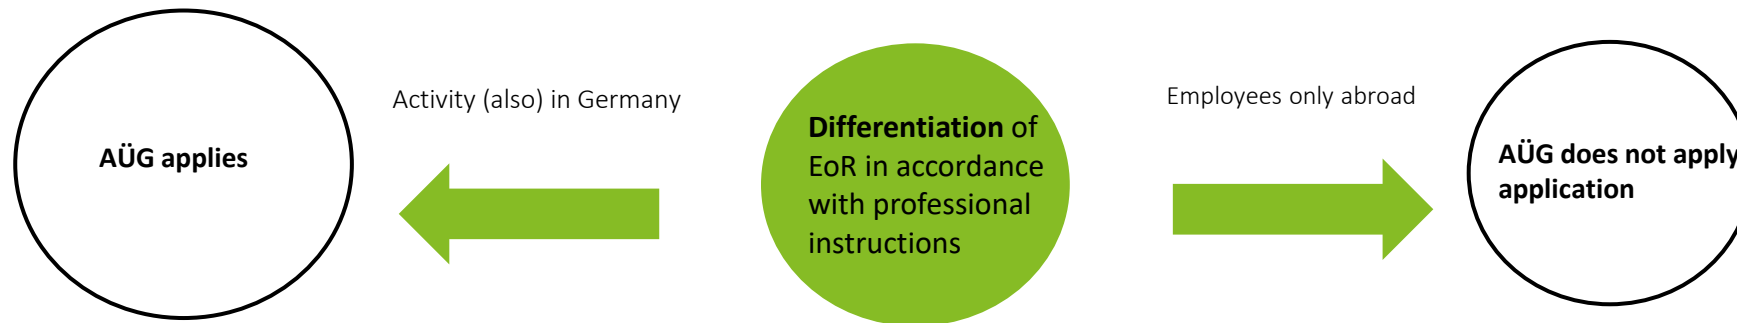 AÜG applies
Activity (also) in Germany
Differentiation of
EoR in accordance
with professional
instructions
Employees only abroad
AÜG does not apply
application